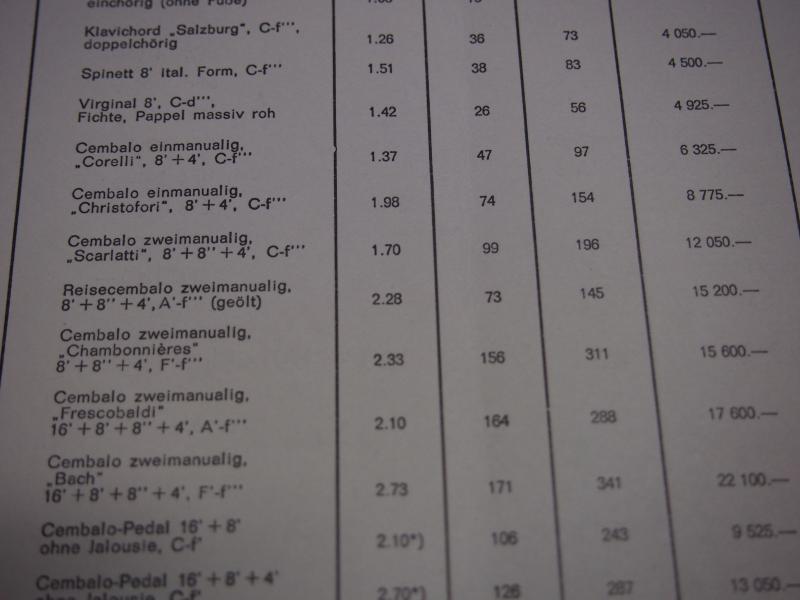 einchörig (ohne Füße)
Klavichord „Salzburg", C-f''', 1.26 36 73 4 050.—
doppelchörig
Spinett 8' ital. Form, C-f''' 1.51 38 83 4 500.—
Virginal 8', C-d''', 1.42 26 56 4 925.—
Fichte, Pappel massiv roh
Cembalo einmanualig, 1.37 47 97 6 325.—
„Corelli", 8'+4', C-f'''
Cembalo einmanualig, 1.98 74 154 8 775.—
„Christofori", 8'+4', C-f'''
Cembalo zweimanualig, 1.70 99 196 12 050.—
„Scarlatti", 8'+8''+4', C-f'''
Reisecembalo zweimanualig, 2.28 73 145 15 200.—
8'+8''+4', A'-f''' (geölt)
Cembalo zweimanualig,
„Chambonnières" 2.33 156 311 15 600.—
8'+8''+4', F'-f'''
Cembalo zweimanualig,
„Frescobaldi" 2.10 164 288 17 600.—
16'+8'+8''+4', A'-f'''
Cembalo zweimanualig,
„Bach" 2.73 171 341 22 100.—
16'+8'+8''+4', F'-f'''
Cembalo-Pedal 16'+8' 2.10*) 106 243 9 525.—
ohne Jalousie, C-f'
Cembalo-Pedal 16'+8'+4' 2.70*) 126 287 13 050.—
ohne Jalousie, C-f'